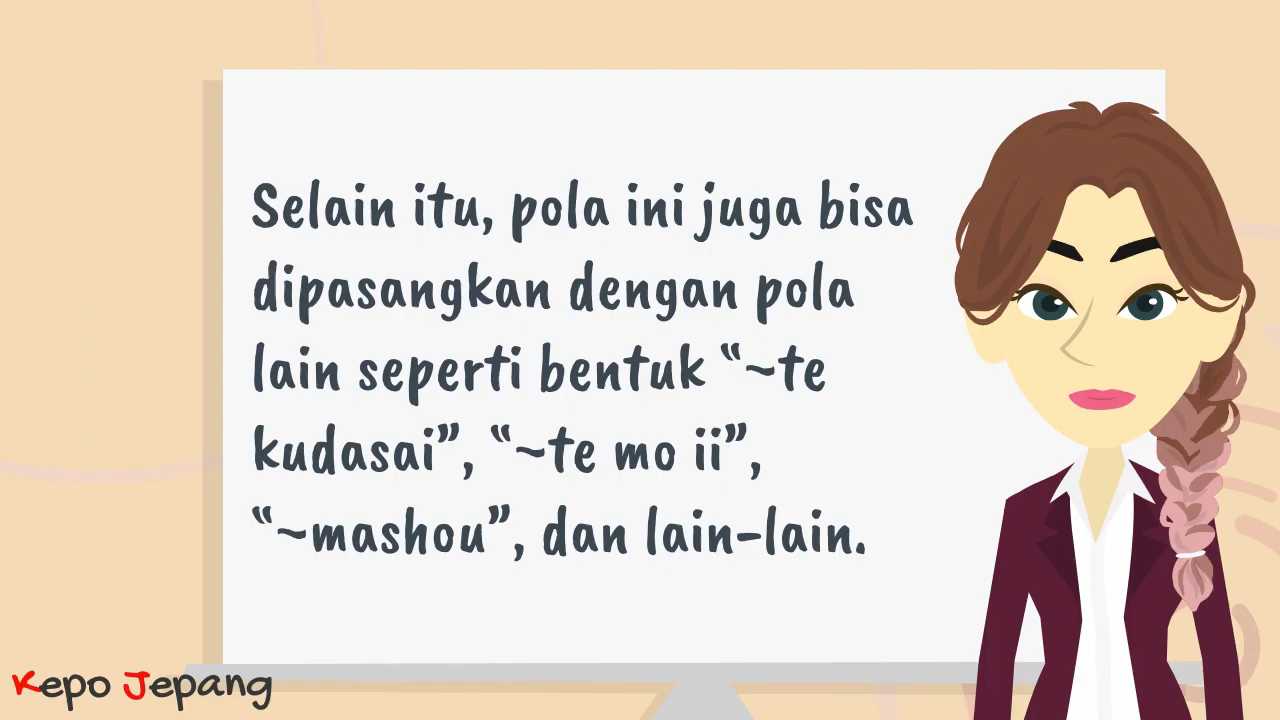 Selain itu, pola ini juga bisa
dipasangkan dengan pola
lain seperti bentuk “~te
kudasai”, “~te mo ii”,
“~mashou”, dan lain-lain.
Kepo Jepang